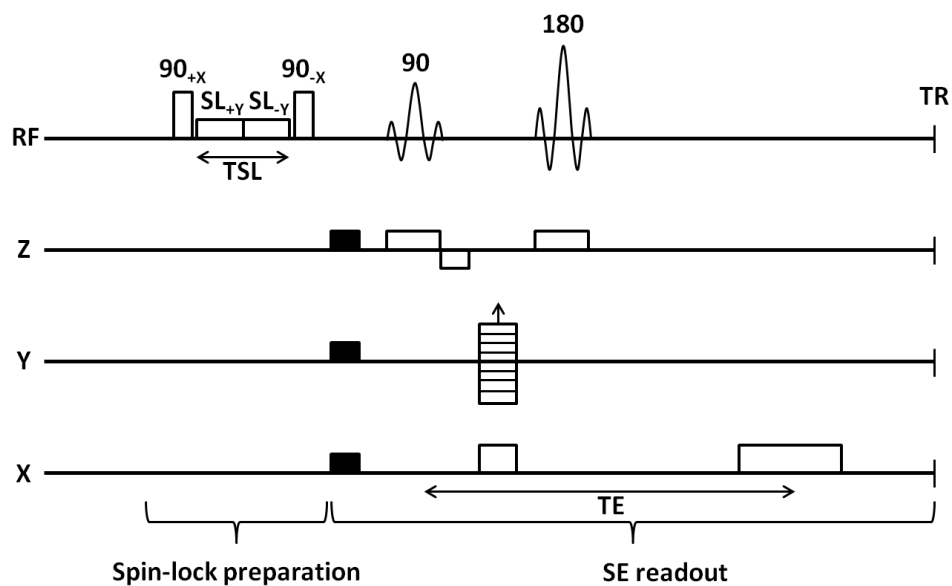 180
90₊ₓ 90₋ₓ 90
SL₊Y SL₋Y
TR
RF
TSL
Z
Y
X
TE
Spin-lock preparation SE readout